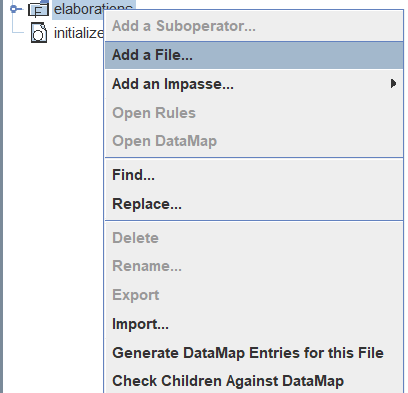 elaborations
initialize
Add a Suboperator...
Add a File...
Add an Impasse...
Open Rules
Open DataMap
Find...
Replace...
Delete
Rename...
Export
Import...
Generate DataMap Entries for this File
Check Children Against DataMap